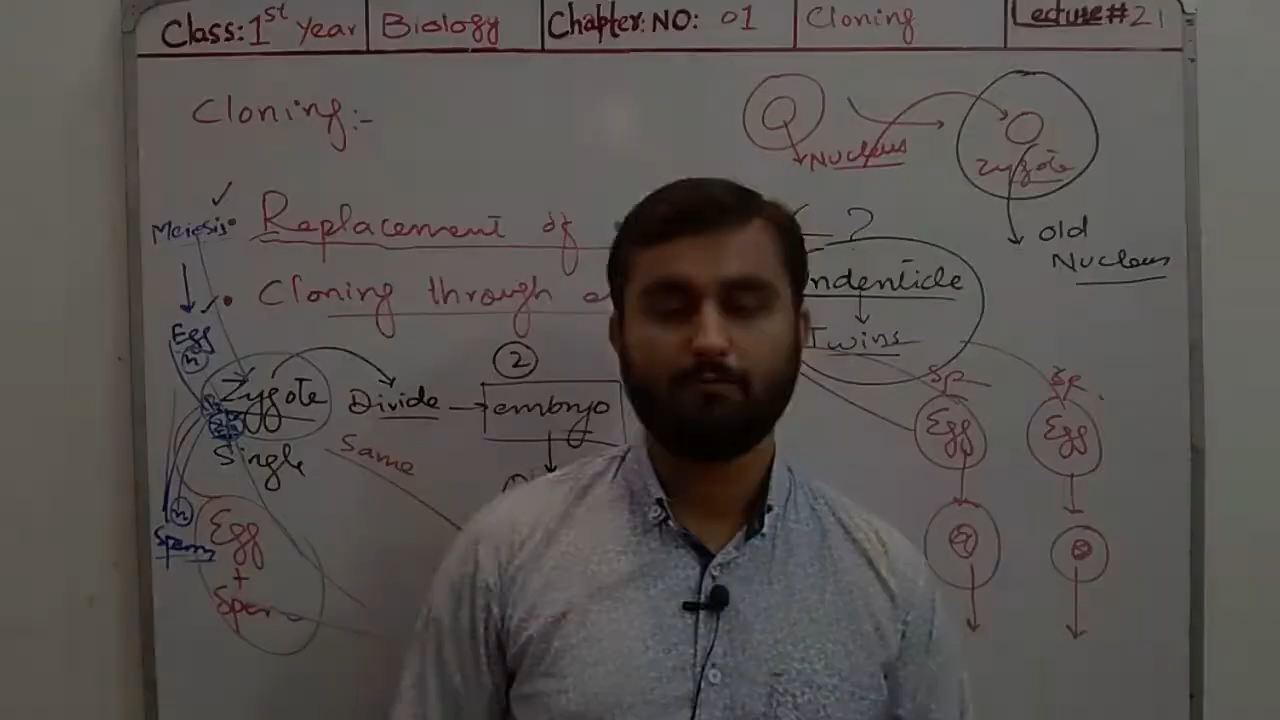 Class: 1st Year Biology Chapter: NO: 01 Cloning Lecture # 21
Cloning:-
Nucleus
Zygote
old
Nucleus
Meiosis
Replacement of ?
Cloning through
Indenticle
Twins
Egg
n
2
Zygote Divide embryo
Single
Same
Sp Sp.
Egg Egg
n
Sperm
Egg
+
Sper